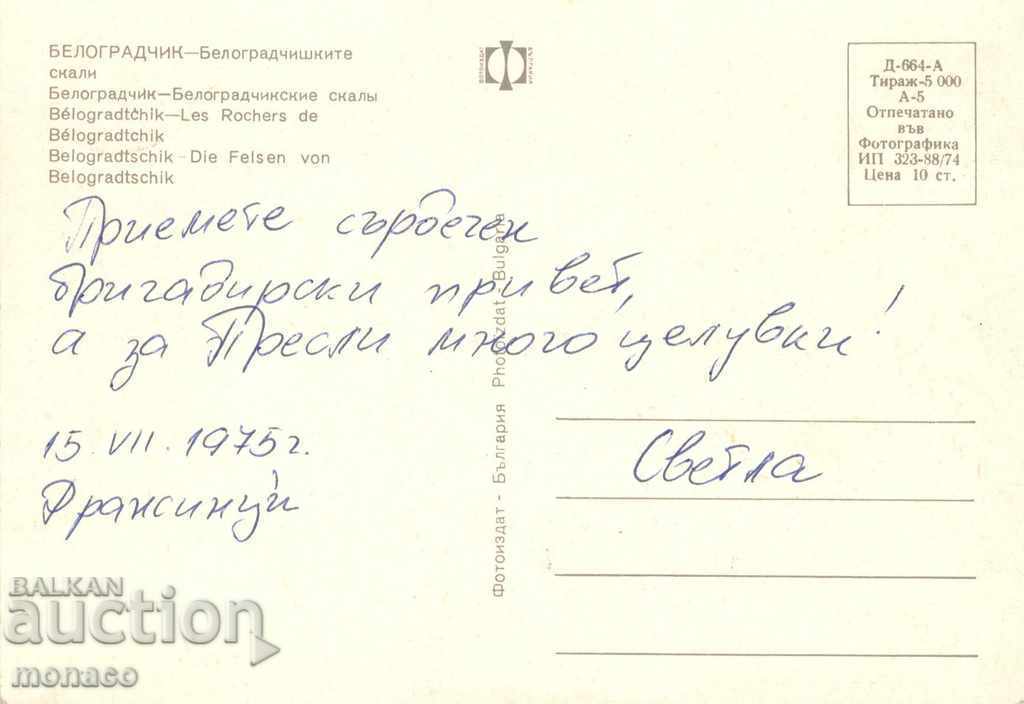 БЕЛОГРАДЧИК—Белоградчишките
скали
Белоградчик—Белоградчикские скалы
Bélogradtchik—Les Rochers de
Bélogradtchik
Belogradtschik - Die Felsen von
Belogradtschik
Д-664-А
Тираж-5 000
А-5
Отпечатано
във
Фотографика
ИП 323-88/74
Цена 10 ст.
Приемете сърдечен
бригадирски привет,
а за Пресли много целувки!
15. VII. 1975 г.
Светла
Фотоиздат - България Photoizdat - Bulgaria
BALKAN
auction
monaco